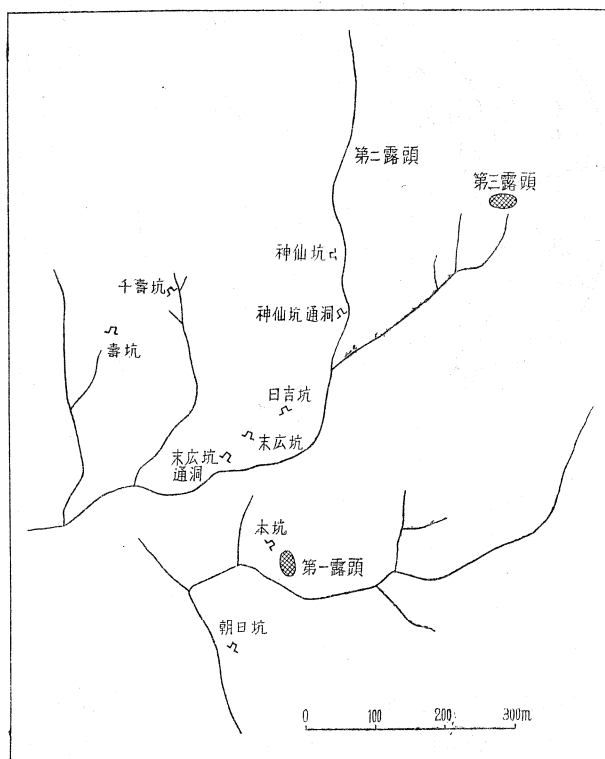 第二露頭
第三露頭
神仙坑
千壽坑
神仙坑通洞
壽坑
日吉坑
末広坑
末広坑
通洞
本坑
第一露頭
朝日坑
0 100 200 300m